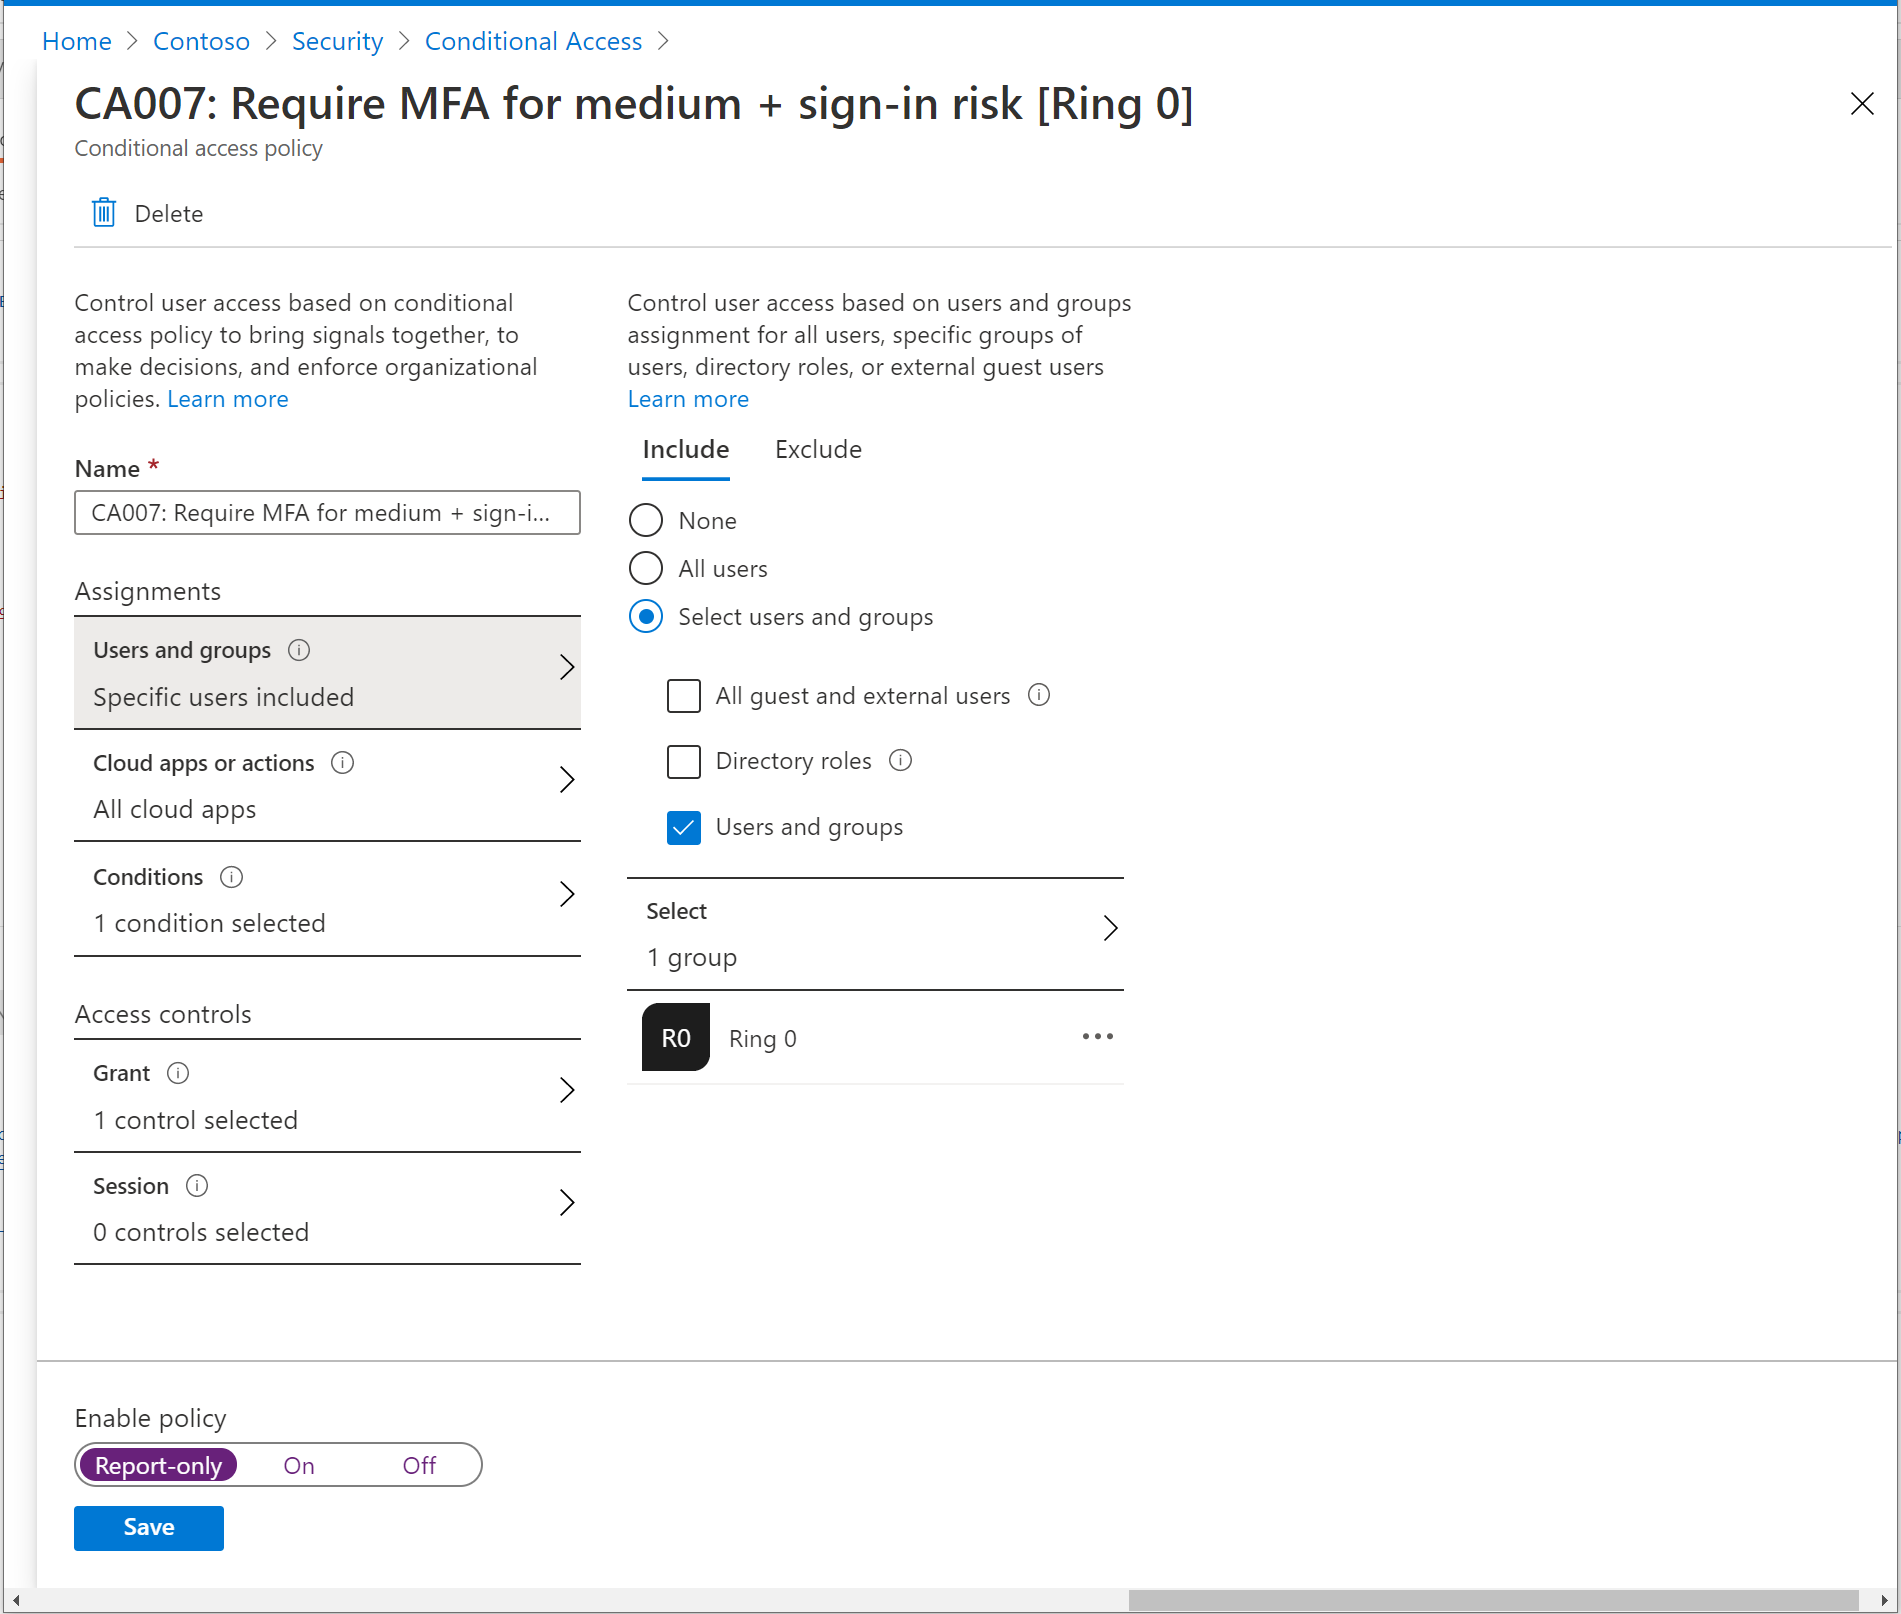 Home > Contoso > Security > Conditional Access >
CA007: Require MFA for medium + sign-in risk [Ring 0]
Conditional access policy
Delete
Control user access based on conditional
access policy to bring signals together, to
make decisions, and enforce organizational
policies. Learn more
Name *
CA007: Require MFA for medium + sign-i...
Assignments
Users and groups
Specific users included
Cloud apps or actions
All cloud apps
Conditions
1 condition selected
Access controls
Grant
1 control selected
Session
0 controls selected
Control user access based on users and groups
assignment for all users, specific groups of
users, directory roles, or external guest users
Learn more
Include Exclude
None
All users
Select users and groups
All guest and external users
Directory roles
Users and groups
Select
1 group
R0 Ring 0
Enable policy
Report-only On Off
Save